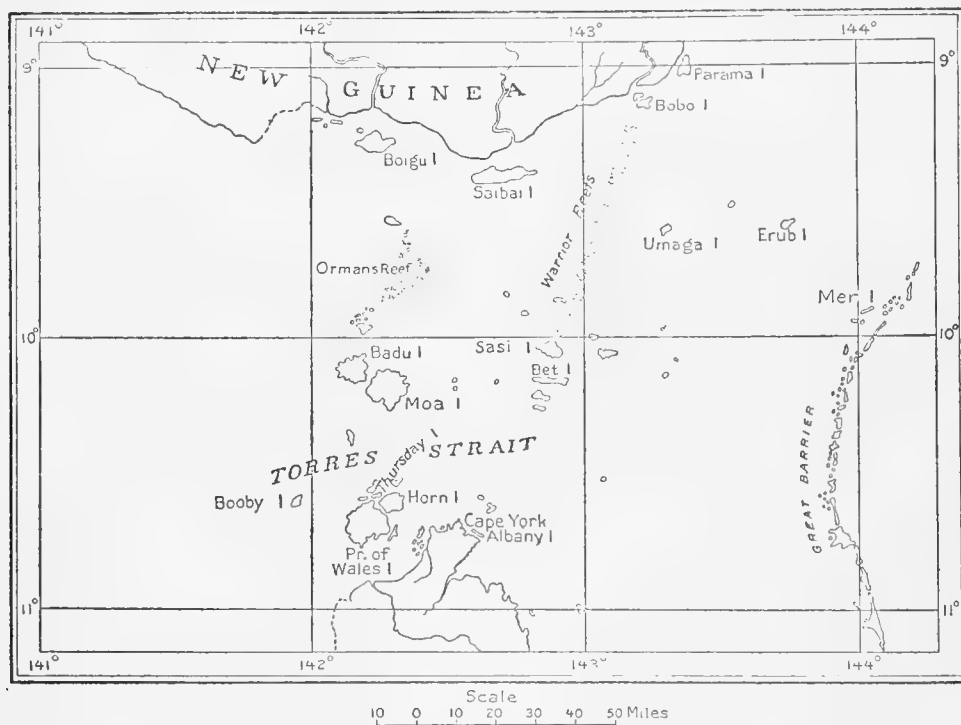 141° 142° 143° 144°
9° 9°
NEW GUINEA
Parama I
Bobo I
Boigu I
Saibai I
Warrior Reefs
Umaga I Erub I
Ormans Reef
Mer I
10° 10°
Badu I
Sasi I
Bet I
Moa I
GREAT BARRIER
TORRES STRAIT
Thursday I
Booby I
Horn I
Cape York
Albany I
Pr. of
Wales I
11° 11°
141° 142° 143° 144°
Scale
10 0 10 20 30 40 50 Miles